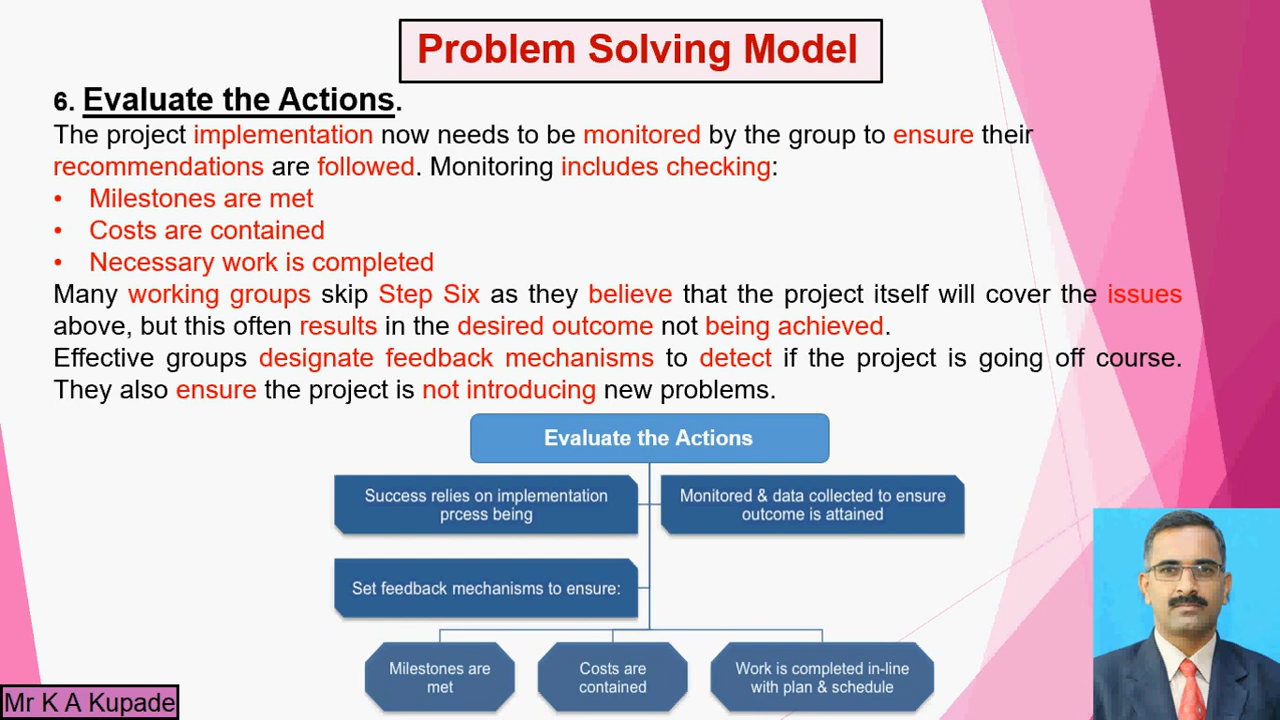 Problem Solving Model
6. Evaluate the Actions.
The project implementation now needs to be monitored by the group to ensure their
recommendations are followed. Monitoring includes checking:
• Milestones are met
• Costs are contained
• Necessary work is completed
Many working groups skip Step Six as they believe that the project itself will cover the issues
above, but this often results in the desired outcome not being achieved.
Effective groups designate feedback mechanisms to detect if the project is going off course.
They also ensure the project is not introducing new problems.
Evaluate the Actions
Success relies on implementation
prcess being
Monitored & data collected to ensure
outcome is attained
Set feedback mechanisms to ensure:
Milestones are
met
Costs are
contained
Work is completed in-line
with plan & schedule
Mr K A Kupade